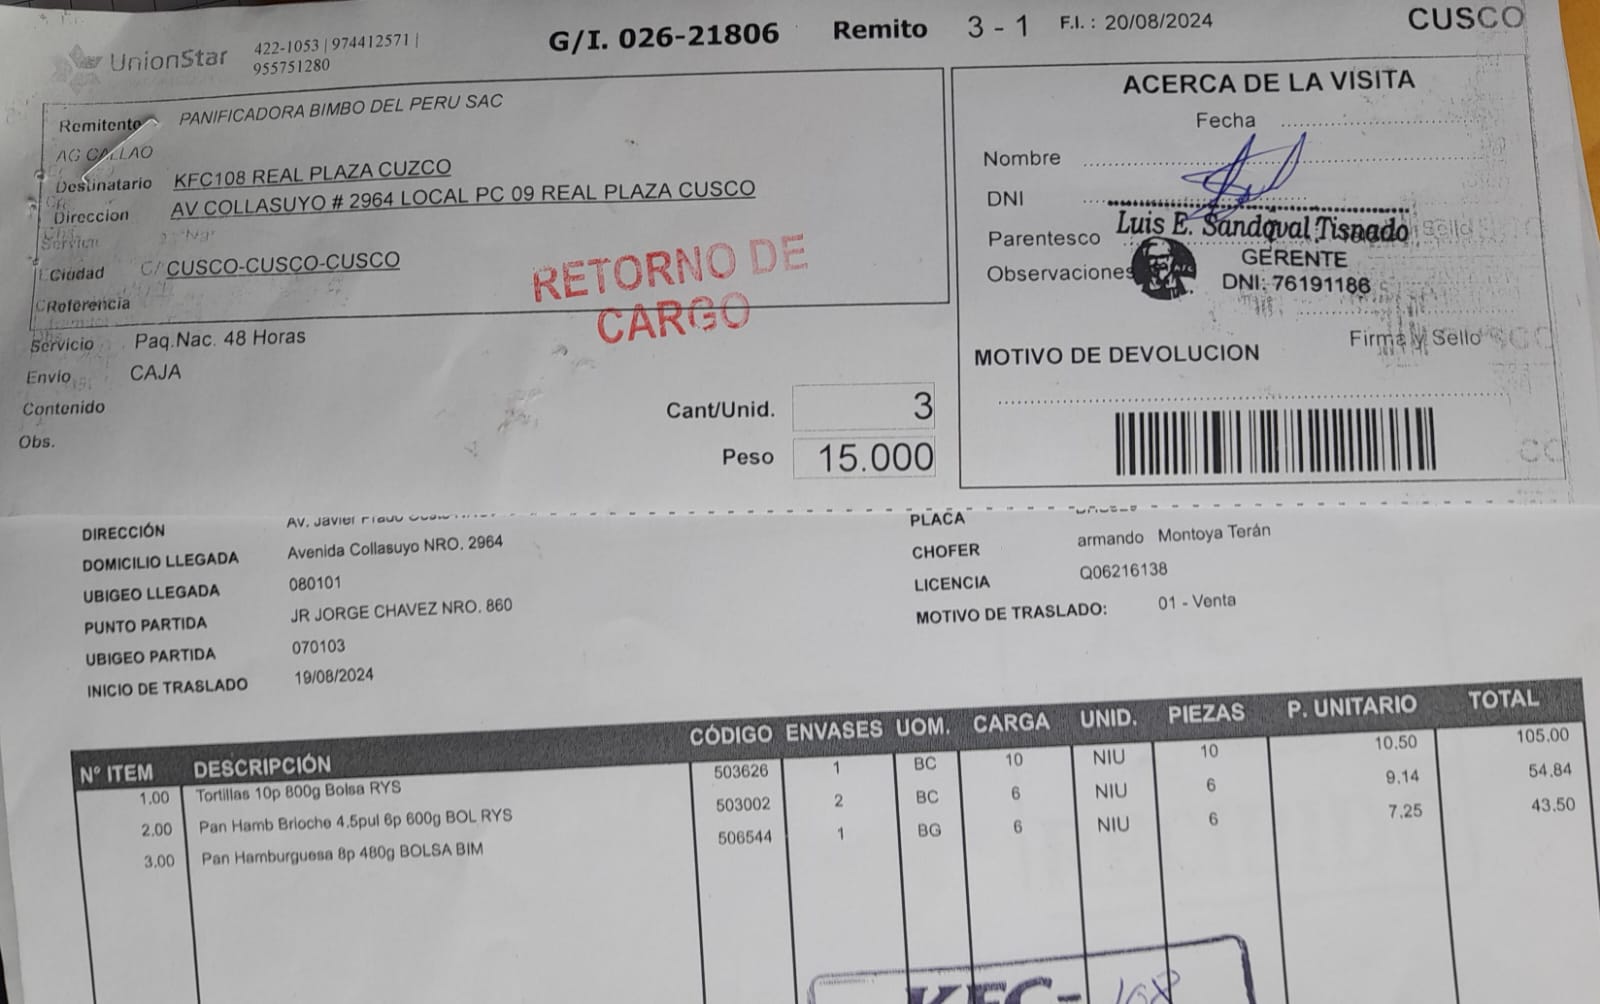 UnionStar 422-1053 | 974412571 |
955751280
G/I. 026-21806 Remito 3 - 1 F.I. : 20/08/2024 CUSCO
Remitente PANIFICADORA BIMBO DEL PERU SAC
AG CALLAO
Destinatario KFC108 REAL PLAZA CUZCO
Direccion AV COLLASUYO # 2964 LOCAL PC 09 REAL PLAZA CUSCO
Ciudad CUSCO-CUSCO-CUSCO
Referencia
RETORNO DE
CARGO
Servicio Paq.Nac. 48 Horas
Envio CAJA
Contenido
Obs.
Cant/Unid. 3
Peso 15.000
ACERCA DE LA VISITA
Fecha
Nombre
DNI
Parentesco Luis E. Sandoval Tisnado
GERENTE
Observaciones DNI: 76191186
Firma y Sello
MOTIVO DE DEVOLUCION
DIRECCIÓN AV. Javier Prado
DOMICILIO LLEGADA Avenida Collasuyo NRO. 2964
UBIGEO LLEGADA 080101
PUNTO PARTIDA JR JORGE CHAVEZ NRO. 860
UBIGEO PARTIDA 070103
INICIO DE TRASLADO 19/08/2024
PLACA
CHOFER armando Montoya Terán
LICENCIA Q06216138
MOTIVO DE TRASLADO: 01 - Venta
Nº ITEM DESCRIPCIÓN CÓDIGO ENVASES UOM. CARGA UNID. PIEZAS P. UNITARIO TOTAL
1.00 Tortillas 10p 800g Bolsa RYS 503626 1 BC 10 NIU 10 10.50 105.00
2.00 Pan Hamb Brioche 4.5pul 6p 600g BOL RYS 503002 2 BC 6 NIU 6 9.14 54.84
3.00 Pan Hamburguesa 8p 480g BOLSA BIM 506544 1 BG 6 NIU 6 7.25 43.50
KFC- 108